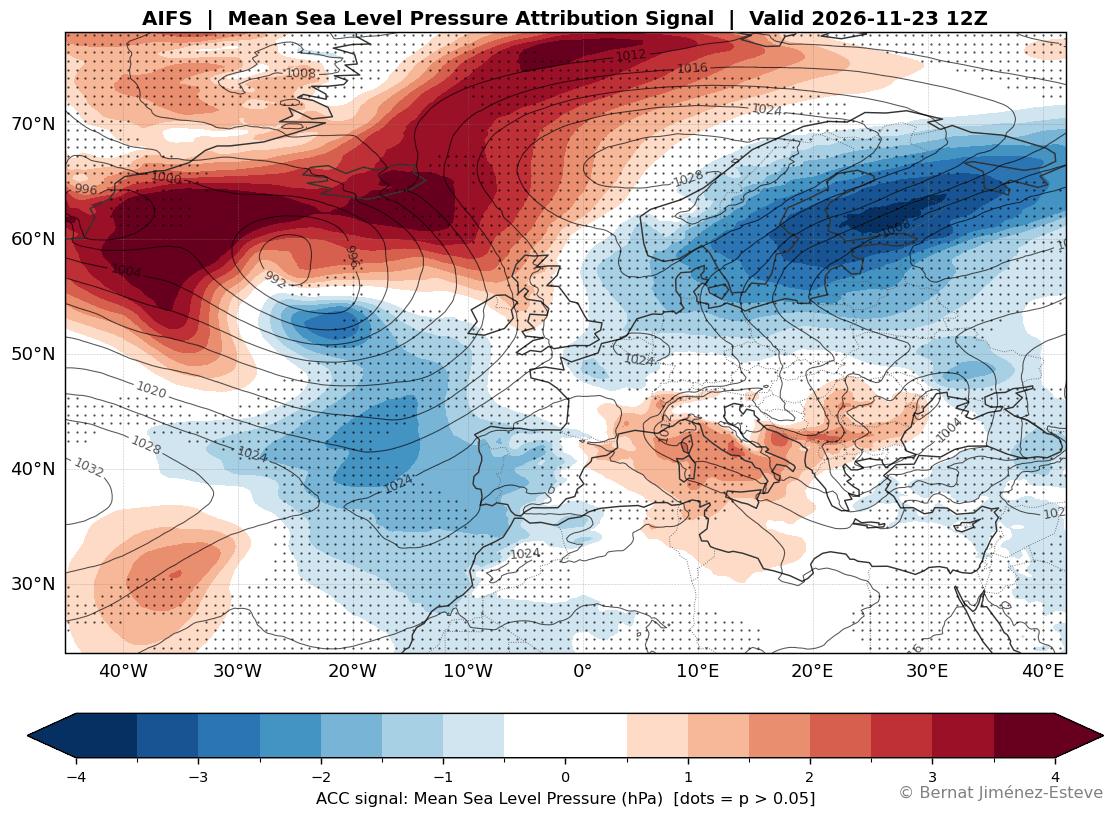 AIFS | Mean Sea Level Pressure Attribution Signal | Valid 2026-11-23 12Z
1012
1016
1008
70°N
1024
996
1000
1028
60°N
1008
996
1004
992
50°N
1024
1020
1012
1028
1004
1024
40°N
1032
1024
1024
30°N
40°W 30°W 20°W 10°W 0° 10°E 20°E 30°E 40°E
−4 −3 −2 −1 0 1 2 3 4
ACC signal: Mean Sea Level Pressure (hPa) [dots = p > 0.05]
© Bernat Jiménez-Esteve